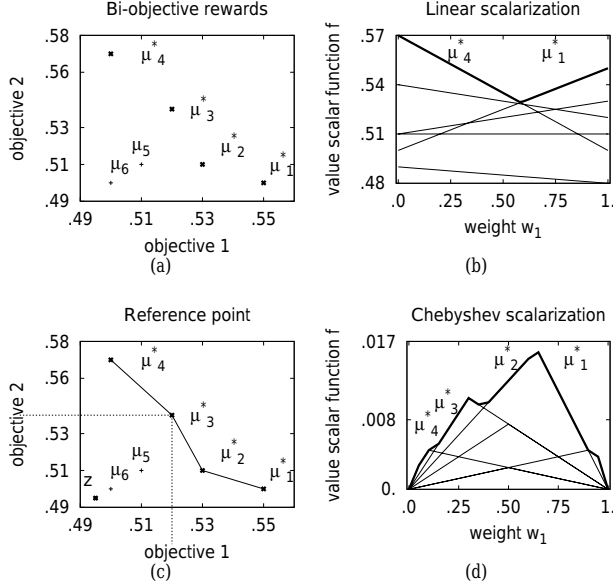 Bi-objective rewards
objective 2
.58
.56
.53
.51
.49
μ*4
μ*3
μ5
μ*2
μ6
μ*1
.49 .51 .53 .55
objective 1
(a)
Linear scalarization
value scalar function f
.57
.54
.51
.48
μ*4
μ*1
.0 .25 .50 .75 1.
weight w1
(b)
Reference point
objective 2
.58
.56
.53
.51
.49
μ*4
μ*3
μ5
μ*2
z μ6
μ*1
.49 .51 .53 .55
objective 1
(c)
Chebyshev scalarization
value scalar function f
.017
.008
0.
μ*2
μ*1
μ*3
μ*4
.0 .25 .50 .75 1.
weight w1
(d)